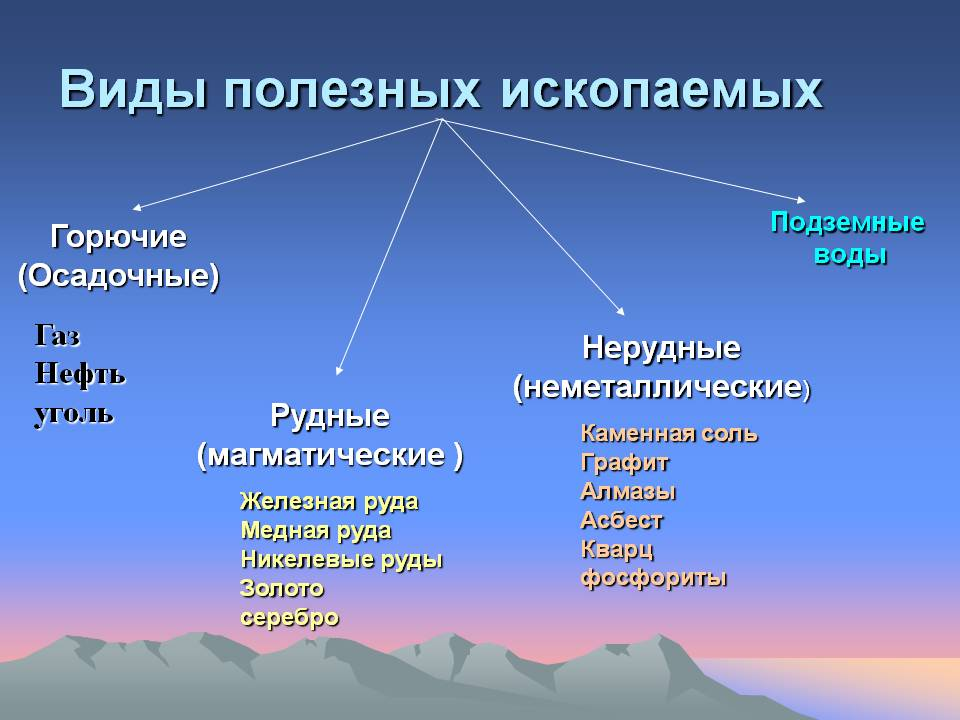 Виды полезных ископаемых
Горючие
(Осадочные)
Газ
Нефть
уголь
Рудные
(магматические )
Железная руда
Медная руда
Никелевые руды
Золото
серебро
Нерудные
(неметаллические)
Каменная соль
Графит
Алмазы
Асбест
Кварц
фосфориты
Подземные
воды